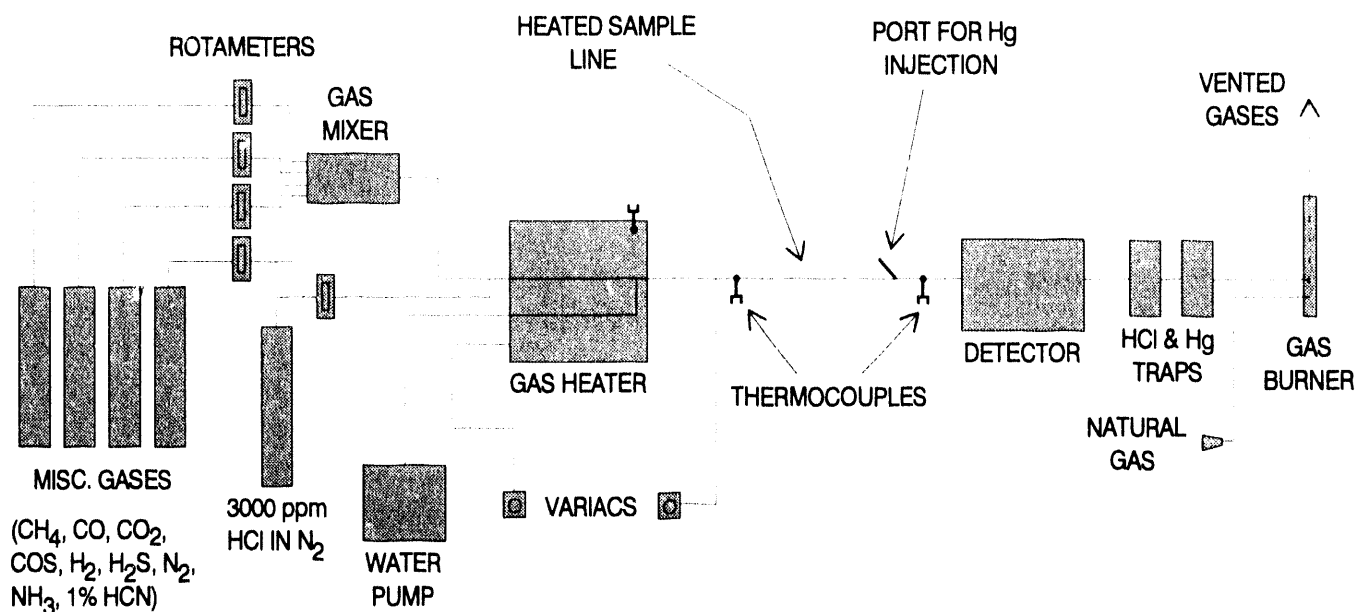 HEATED SAMPLE
LINE
PORT FOR Hg
INJECTION
ROTAMETERS
VENTED
GASES
GAS
MIXER
GAS HEATER
DETECTOR
HCl & Hg
TRAPS
GAS
BURNER
THERMOCOUPLES
NATURAL
GAS
MISC. GASES
(CH4, CO, CO2,
COS, H2, H2S, N2,
NH3, 1% HCN)
3000 ppm
HCl IN N2
VARIACS
WATER
PUMP